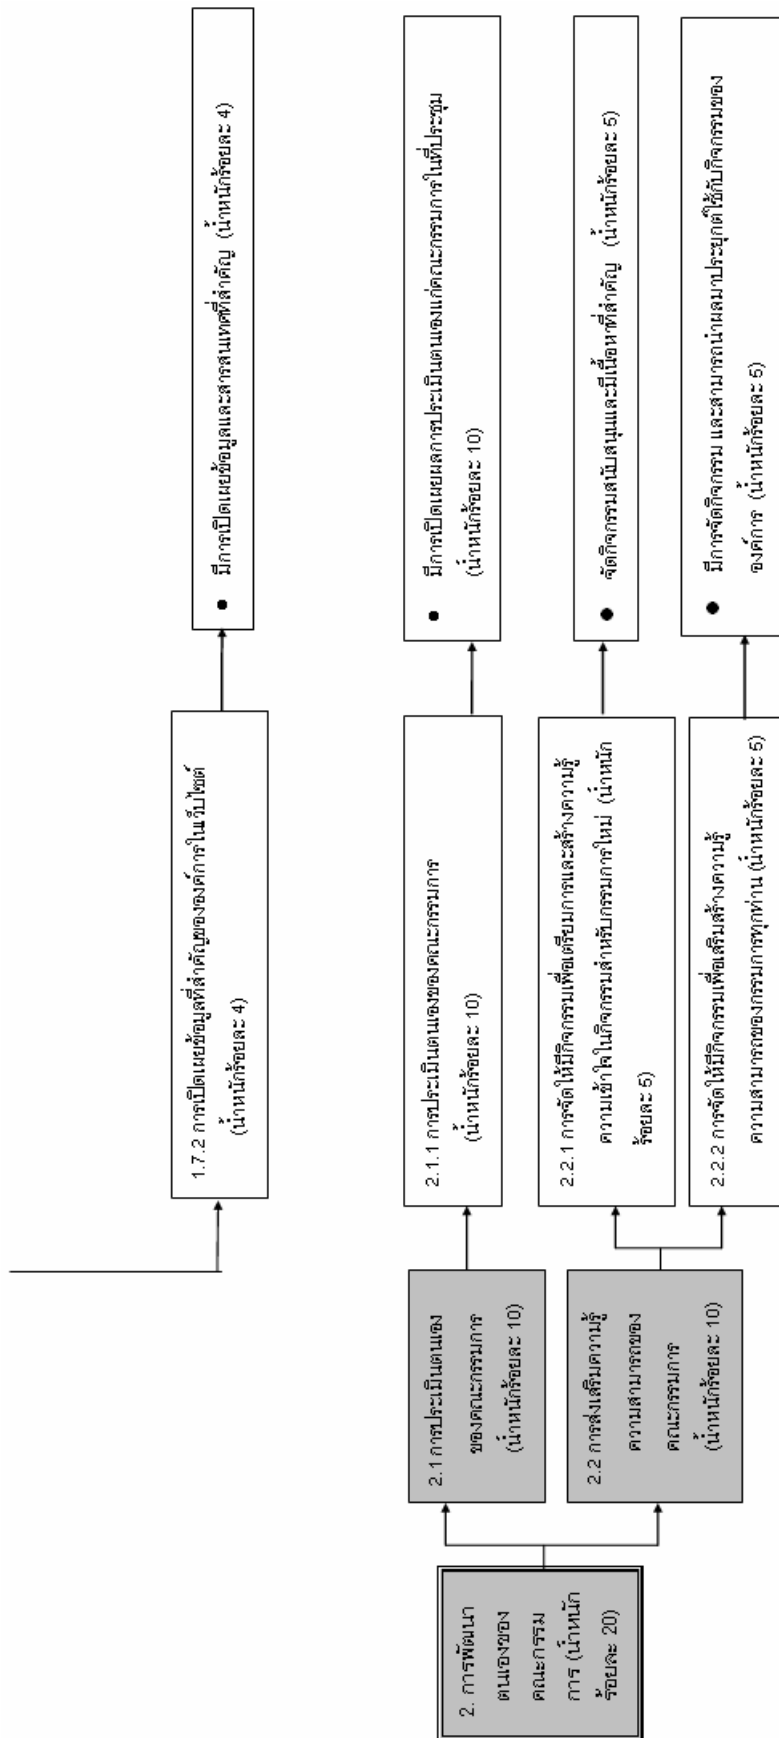 1.7.2 การเปิดเผยข้อมูลที่สำคัญขององค์การในเว็บไซต์
(น้ำหนักร้อยละ 4)
● มีการเปิดเผยข้อมูลและสารสนเทศที่สำคัญ (น้ำหนักร้อยละ 4)
2. การพัฒนา
ตนเองของ
คณะกรรม
การ (น้ำหนัก
ร้อยละ 20)
2.1 การประเมินตนเอง
ของคณะกรรมการ
(น้ำหนักร้อยละ 10)
2.1.1 การประเมินตนเองของคณะกรรมการ
(น้ำหนักร้อยละ 10)
● มีการเปิดเผยผลการประเมินตนเองแก่คณะกรรมการในที่ประชุม
(น้ำหนักร้อยละ 10)
2.2 การส่งเสริมความรู้
ความสามารถของ
คณะกรรมการ
(น้ำหนักร้อยละ 10)
2.2.1 การจัดให้มีกิจกรรมเพื่อเตรียมการและสร้างความรู้
ความเข้าใจในกิจกรรมสำหรับกรรมการใหม่ (น้ำหนัก
ร้อยละ 5)
● จัดกิจกรรมสนับสนุนและมีเนื้อหาที่สำคัญ (น้ำหนักร้อยละ 5)
2.2.2 การจัดให้มีกิจกรรมเพื่อเสริมสร้างความรู้
ความสามารถของกรรมการทุกท่าน (น้ำหนักร้อยละ 5)
● มีการจัดกิจกรรม และสามารถนำผลมาประยุกต์ใช้กับกิจกรรมของ
องค์การ (น้ำหนักร้อยละ 5)